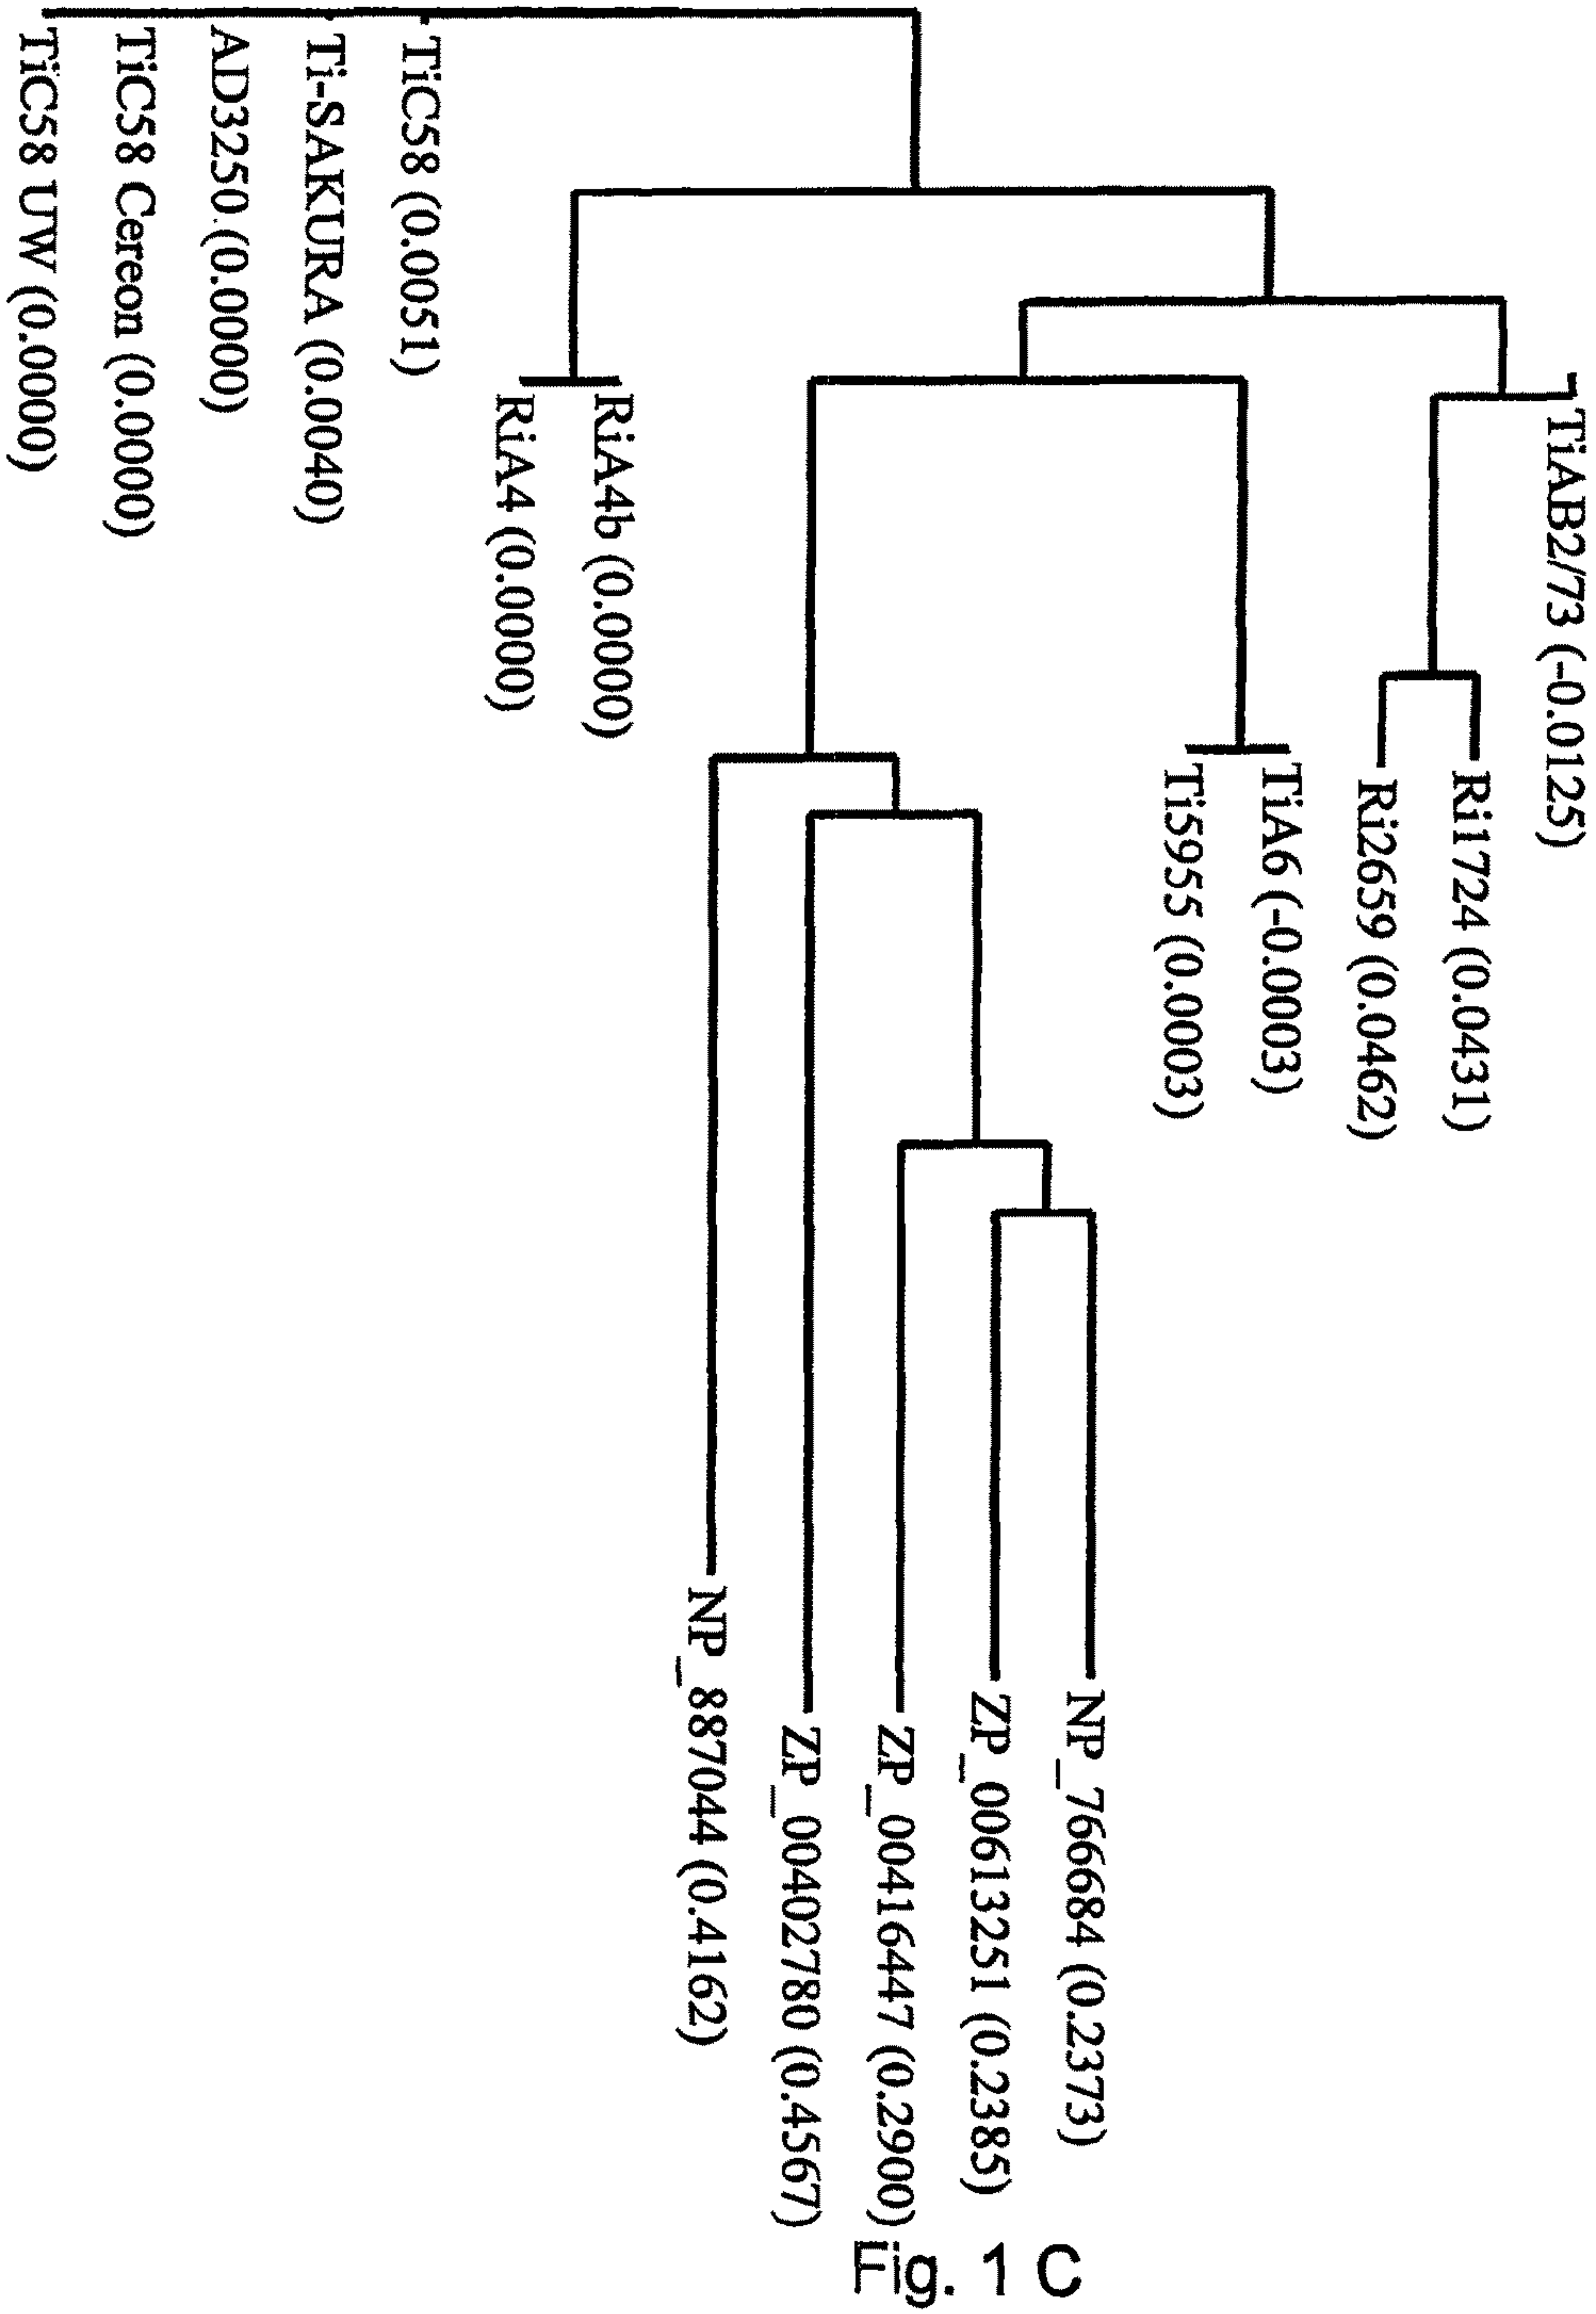 TiAB2/73 (-0.0125)
Ri1724 (0.0431)
Ri2659 (0.0462)
TiA6 (-0.0003)
Ti5955 (0.0003)
NP_766684 (0.2373)
ZP_00613251 (0.2385)
ZP_00416447 (0.2900)
ZP_00402780 (0.4567)
NP_887044 (0.4162)
RiA4b (0.0000)
RiA4 (0.0000)
TiC58 (0.0051)
Ti-SAKURA (0.0040)
AD3250 (0.0000)
TiC58 Cereon (0.0000)
TiC58 UW (0.0000)
Fig. 1 C